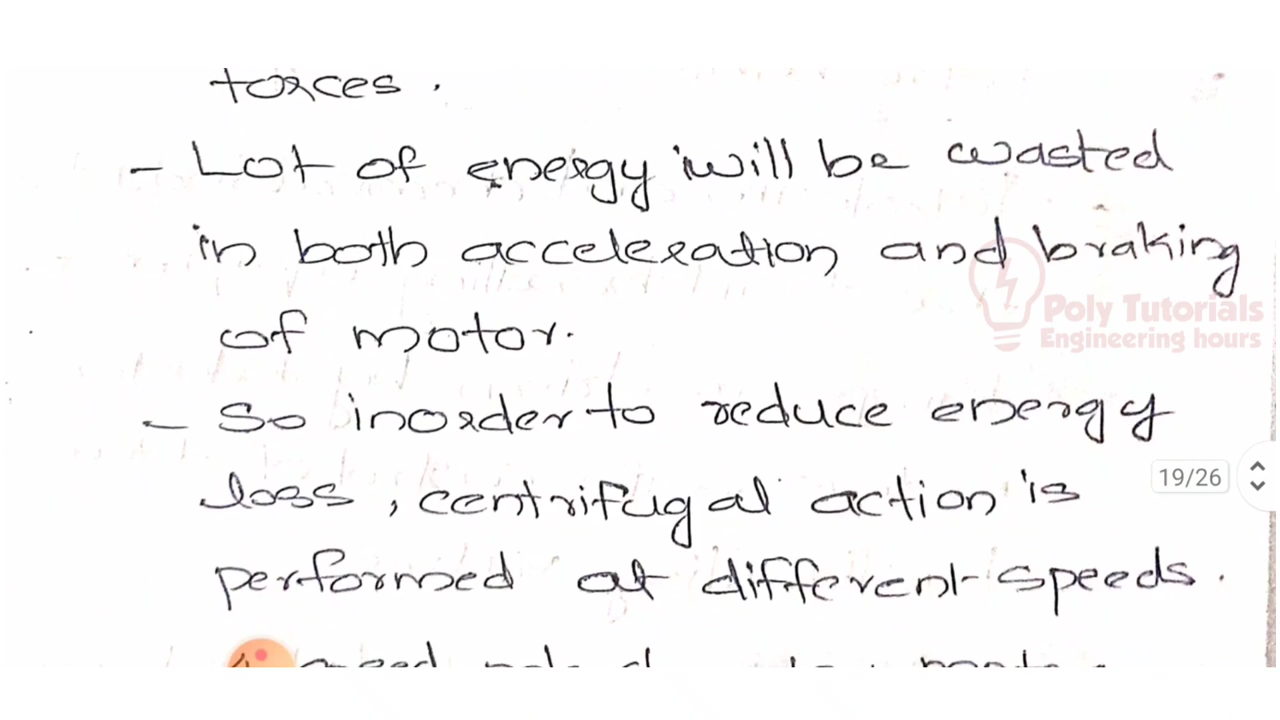 forces.
- Lot of energy will be wasted
in both acceleration and braking
of motor.
Poly Tutorials
Engineering hours
- So inorder to reduce energy
loss, centrifugal action is
19/26
performed at different speeds.